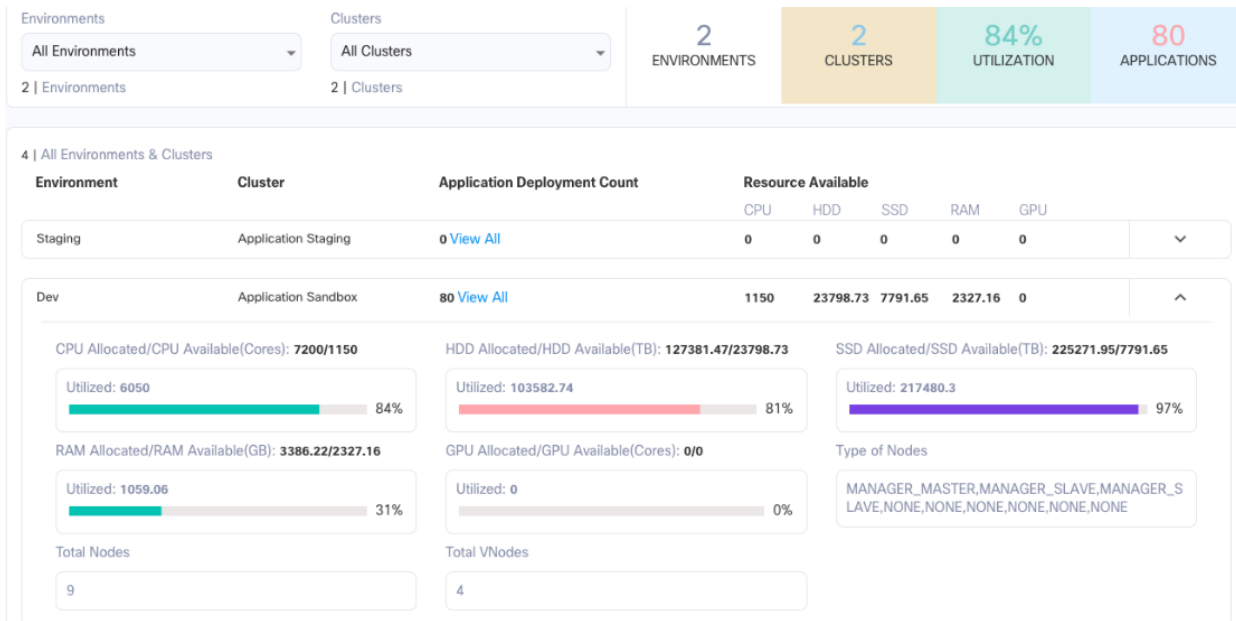 Environments Clusters
All Environments All Clusters
2 | Environments 2 | Clusters
2 2 84% 80
ENVIRONMENTS CLUSTERS UTILIZATION APPLICATIONS
4 | All Environments & Clusters
Environment Cluster Application Deployment Count Resource Available
CPU HDD SSD RAM GPU
Staging Application Staging 0 View All 0 0 0 0 0
Dev Application Sandbox 80 View All 1150 23798.73 7791.65 2327.16 0
CPU Allocated/CPU Available(Cores): 7200/1150 HDD Allocated/HDD Available(TB): 127381.47/23798.73 SSD Allocated/SSD Available(TB): 225271.95/7791.65
Utilized: 6050 Utilized: 103582.74 Utilized: 217480.3
84% 81% 97%
RAM Allocated/RAM Available(GB): 3386.22/2327.16 GPU Allocated/GPU Available(Cores): 0/0 Type of Nodes
Utilized: 1059.06 Utilized: 0 MANAGER_MASTER,MANAGER_SLAVE,MANAGER_S
31% 0% LAVE,NONE,NONE,NONE,NONE,NONE,NONE
Total Nodes Total VNodes
9 4